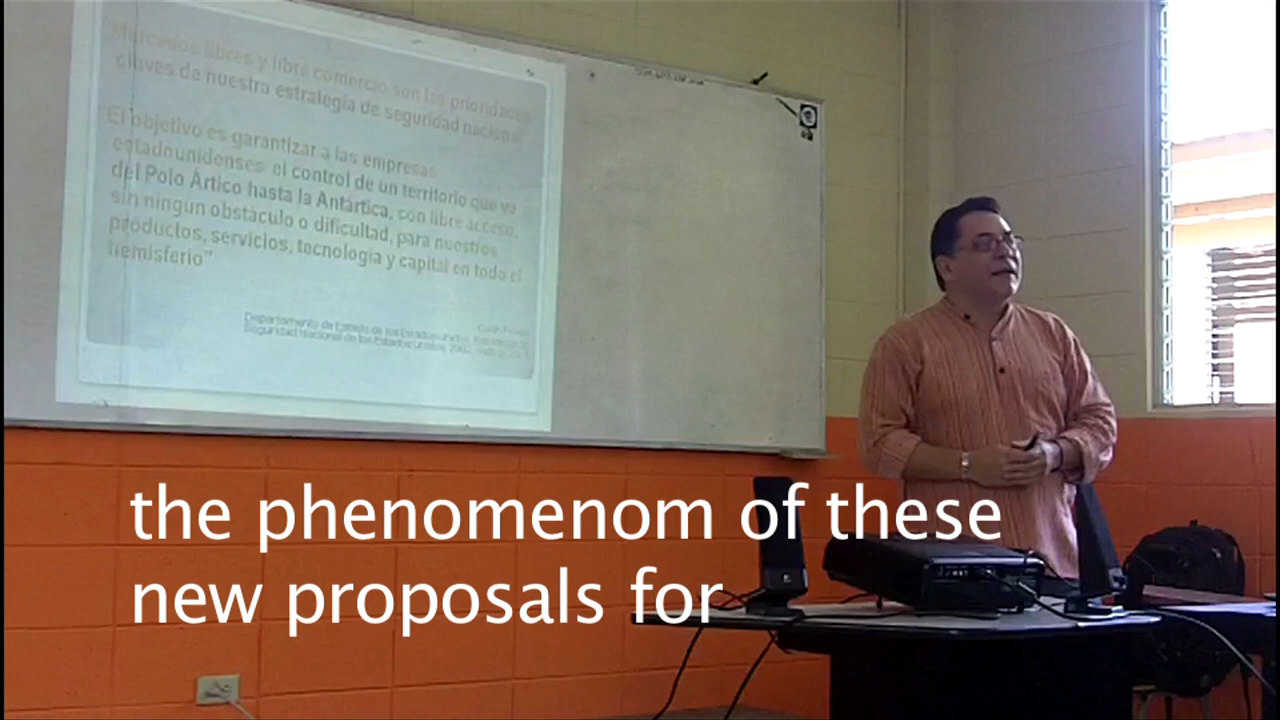 "Mercados libres y libre comercio son las prioridades
claves de nuestra estrategia de seguridad nacional
"El objetivo es garantizar a las empresas
estadounidenses el control de un territorio que va
del Polo Ártico hasta la Antártica, con libre acceso,
sin ningun obstáculo o dificultad, para nuestros
productos, servicios, tecnología y capital en todo el
hemisferio"
Departamento de Estado de los Estados Unidos,
Seguridad Nacional de los Estados Unidos, 2002,
the phenomenom of these
new proposals for